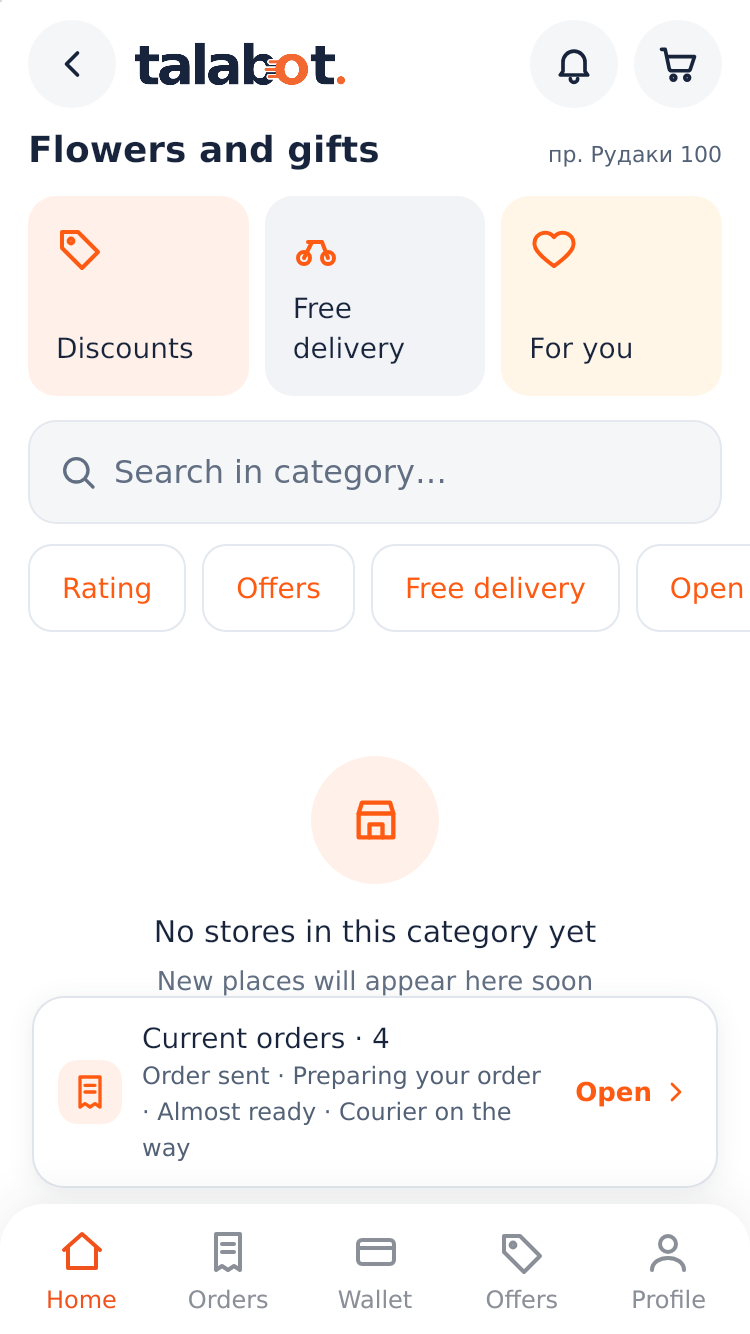 talabot.
Flowers and gifts
пр. Рудаки 100
Discounts
Free
delivery
For you
Search in category...
Rating
Offers
Free delivery
Open
No stores in this category yet
New places will appear here soon
Current orders · 4
Order sent · Preparing your order
· Almost ready · Courier on the
way
Open
Home
Orders
Wallet
Offers
Profile